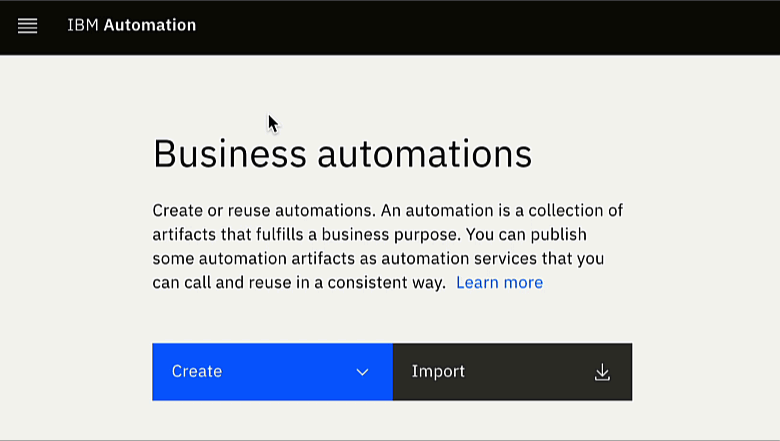 IBM Automation
Business automations
Create or reuse automations. An automation is a collection of
artifacts that fulfills a business purpose. You can publish
some automation artifacts as automation services that you
can call and reuse in a consistent way. Learn more
Create
Import